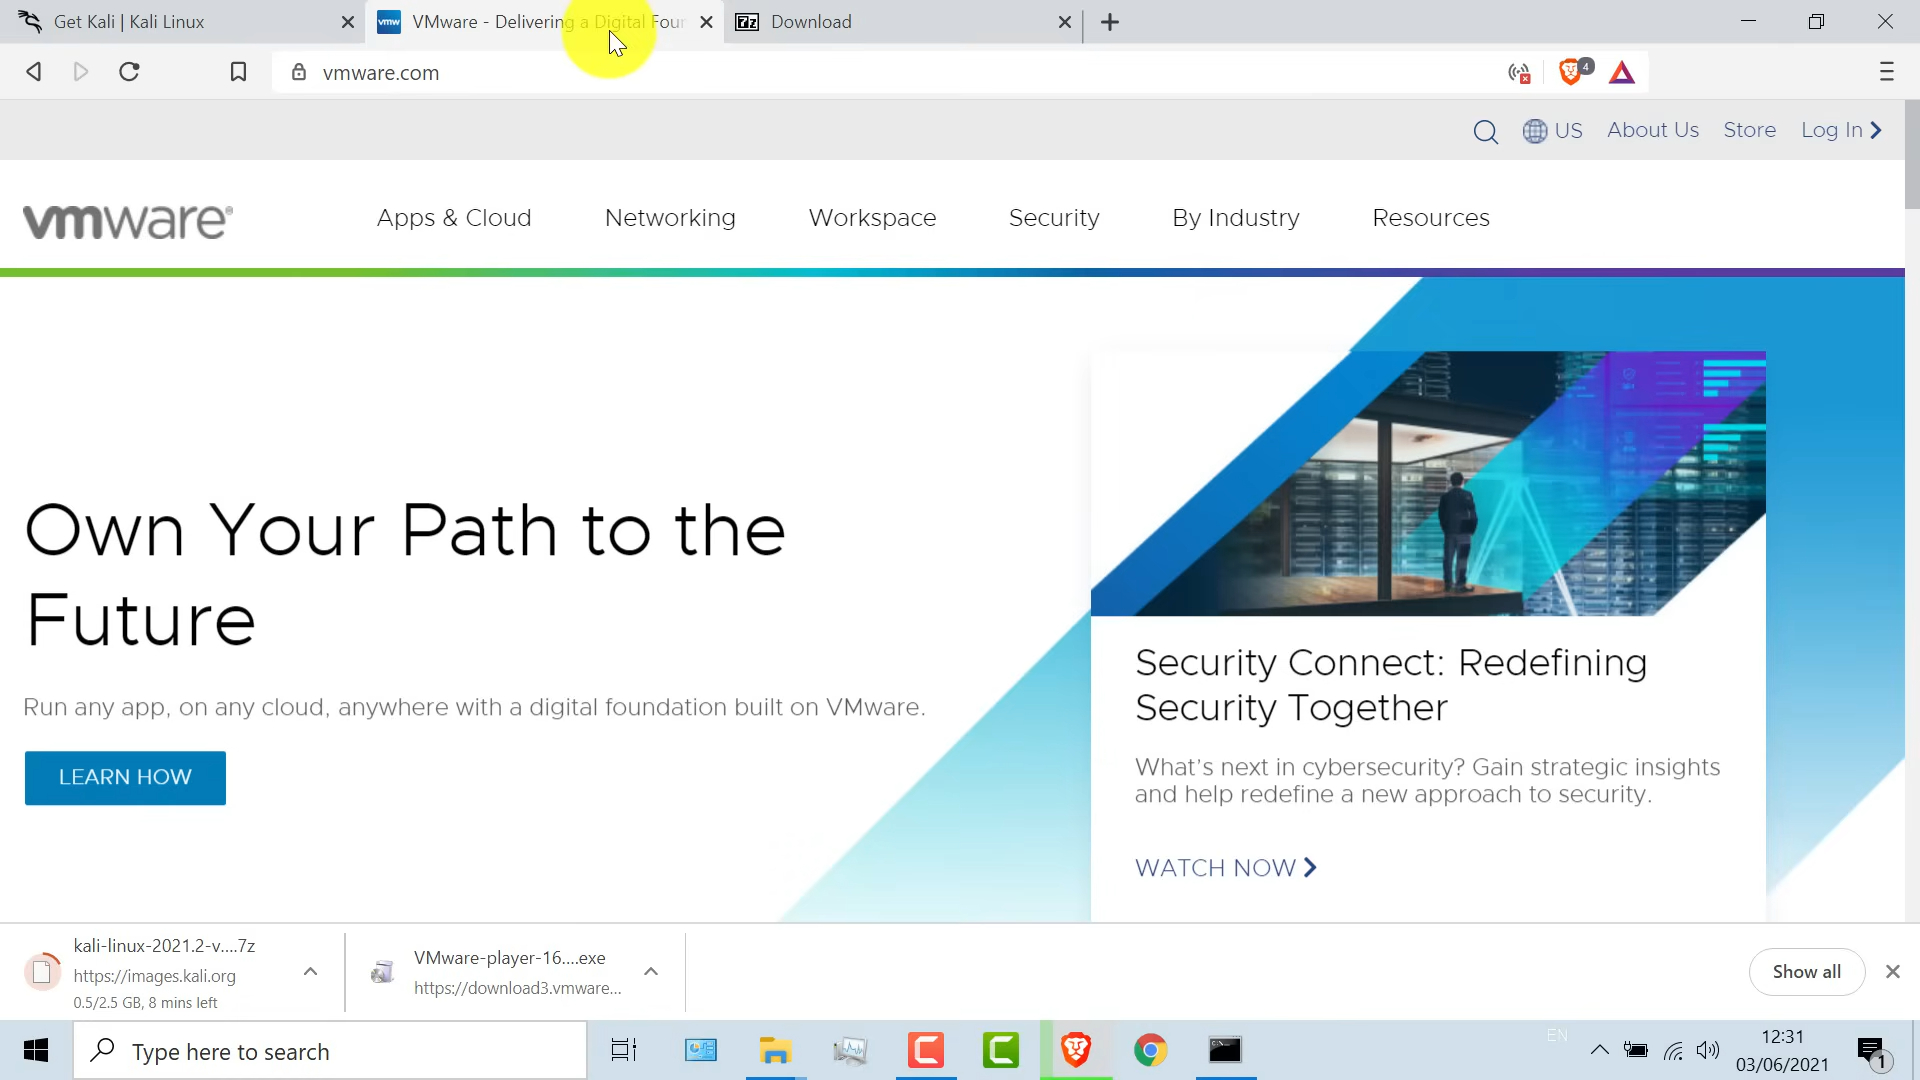 Get Kali | Kali Linux
vmw
VMware - Delivering a Digital Foun
7z
Download
vmware.com
4
US
About Us
Store
Log In
vmware®
Apps & Cloud
Networking
Workspace
Security
By Industry
Resources
Own Your Path to the
Future
Run any app, on any cloud, anywhere with a digital foundation built on VMware.
LEARN HOW
Security Connect: Redefining
Security Together
What's next in cybersecurity? Gain strategic insights
and help redefine a new approach to security.
WATCH NOW
kali-linux-2021.2-v....7z
https://images.kali.org
0.5/2.5 GB, 8 mins left
VMware-player-16....exe
https://download3.vmware...
Show all
Type here to search
EN
12:31
03/06/2021
1